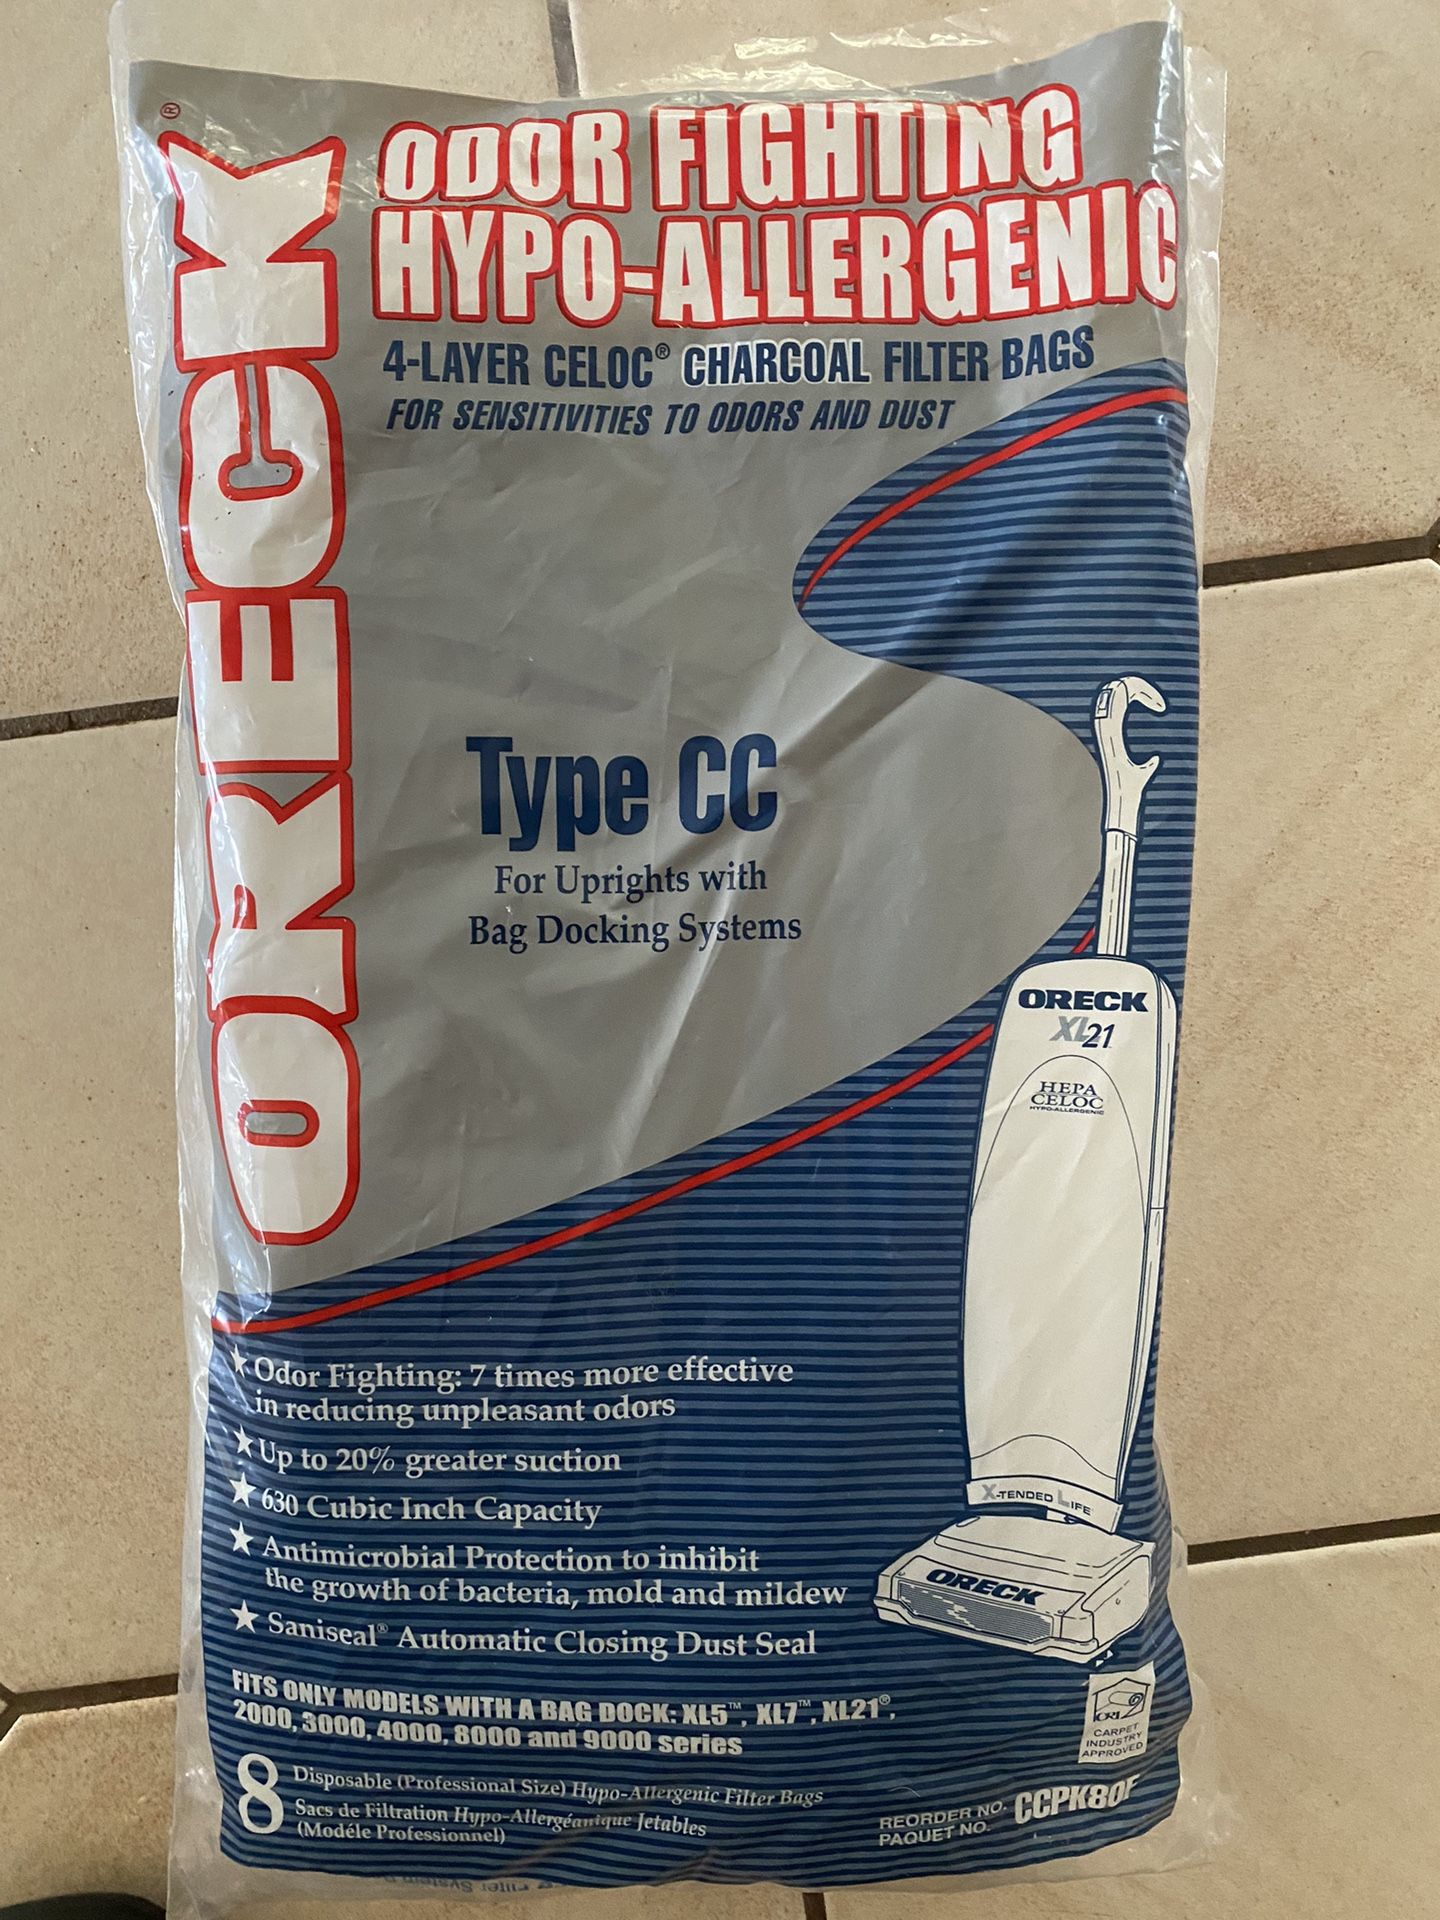 ORECK®
ODOR FIGHTING
HYPO-ALLERGENIC
4-LAYER CELOC® CHARCOAL FILTER BAGS
FOR SENSITIVITIES TO ODORS AND DUST
Type CC
For Uprights with
Bag Docking Systems
ORECK
XL21
HEPA
CELOC
HYPO-ALLERGENIC
X-TENDED LIFE
ORECK
★ Odor Fighting: 7 times more effective
in reducing unpleasant odors
★ Up to 20% greater suction
★ 630 Cubic Inch Capacity
★ Antimicrobial Protection to inhibit
the growth of bacteria, mold and mildew
★ Saniseal® Automatic Closing Dust Seal
FITS ONLY MODELS WITH A BAG DOCK: XL5™, XL7™, XL21®,
2000, 3000, 4000, 8000 and 9000 series
CRI
CARPET
INDUSTRY
APPROVED
8 Disposable (Professional Size) Hypo-Allergenic Filter Bags
Sacs de Filtration Hypo-Allergéanique Jetables
(Modéle Professionnel)
REORDER NO. CCPK80F
PAQUET NO.